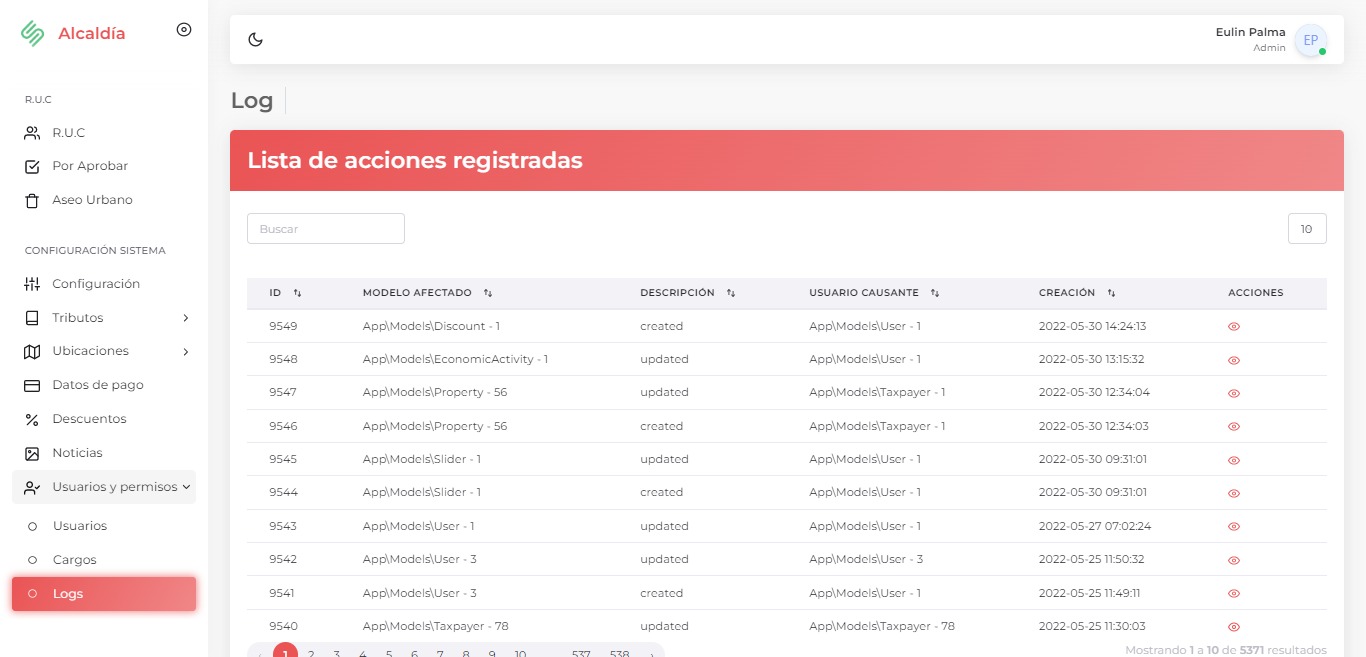 Alcaldía
Eulin Palma
Admin
EP
R.U.C
R.U.C
Por Aprobar
Aseo Urbano
CONFIGURACIÓN SISTEMA
Configuración
Tributos
Ubicaciones
Datos de pago
Descuentos
Noticias
Usuarios y permisos
Usuarios
Cargos
Logs
Log
Lista de acciones registradas
Buscar
10
ID MODELO AFECTADO DESCRIPCIÓN USUARIO CAUSANTE CREACIÓN ACCIONES
9549 App\Models\Discount - 1 created App\Models\User - 1 2022-05-30 14:24:13
9548 App\Models\EconomicActivity - 1 updated App\Models\User - 1 2022-05-30 13:15:32
9547 App\Models\Property - 56 updated App\Models\Taxpayer - 1 2022-05-30 12:34:04
9546 App\Models\Property - 56 created App\Models\Taxpayer - 1 2022-05-30 12:34:03
9545 App\Models\Slider - 1 updated App\Models\User - 1 2022-05-30 09:31:01
9544 App\Models\Slider - 1 created App\Models\User - 1 2022-05-30 09:31:01
9543 App\Models\User - 1 updated App\Models\User - 1 2022-05-27 07:02:24
9542 App\Models\User - 3 updated App\Models\User - 3 2022-05-25 11:50:32
9541 App\Models\User - 3 created App\Models\User - 1 2022-05-25 11:49:11
9540 App\Models\Taxpayer - 78 updated App\Models\Taxpayer - 78 2022-05-25 11:30:03
‹ 1 2 3 4 5 6 7 8 9 10 537 538 ›
Mostrando 1 a 10 de 5371 resultados